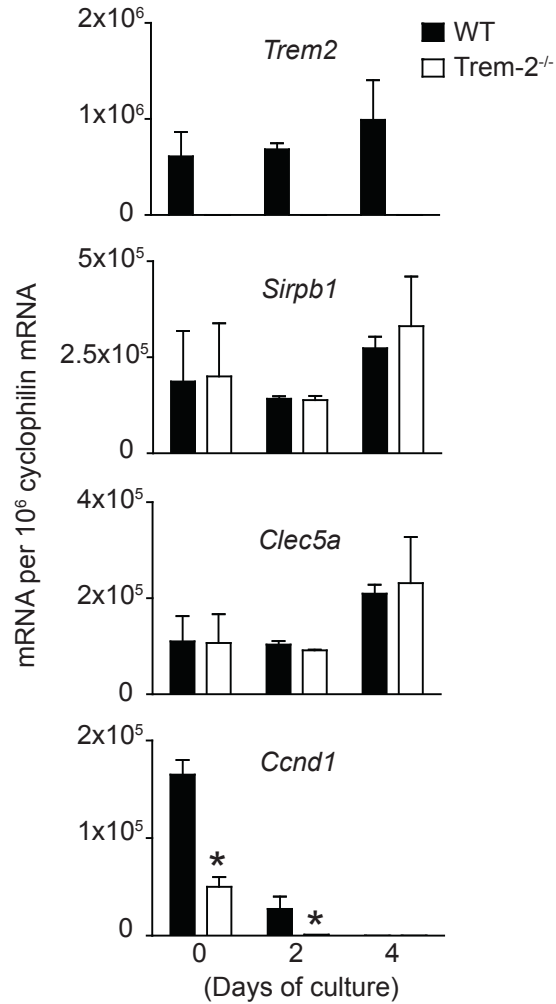 2x10⁶
Trem2
WT
Trem-2⁻/⁻
1x10⁶
0
mRNA per 10⁶ cyclophilin mRNA
5x10⁵
Sirpb1
2.5x10⁵
0
4x10⁵
Clec5a
2x10⁵
0
2x10⁵
Ccnd1
1x10⁵
*
*
0
0 2 4
(Days of culture)